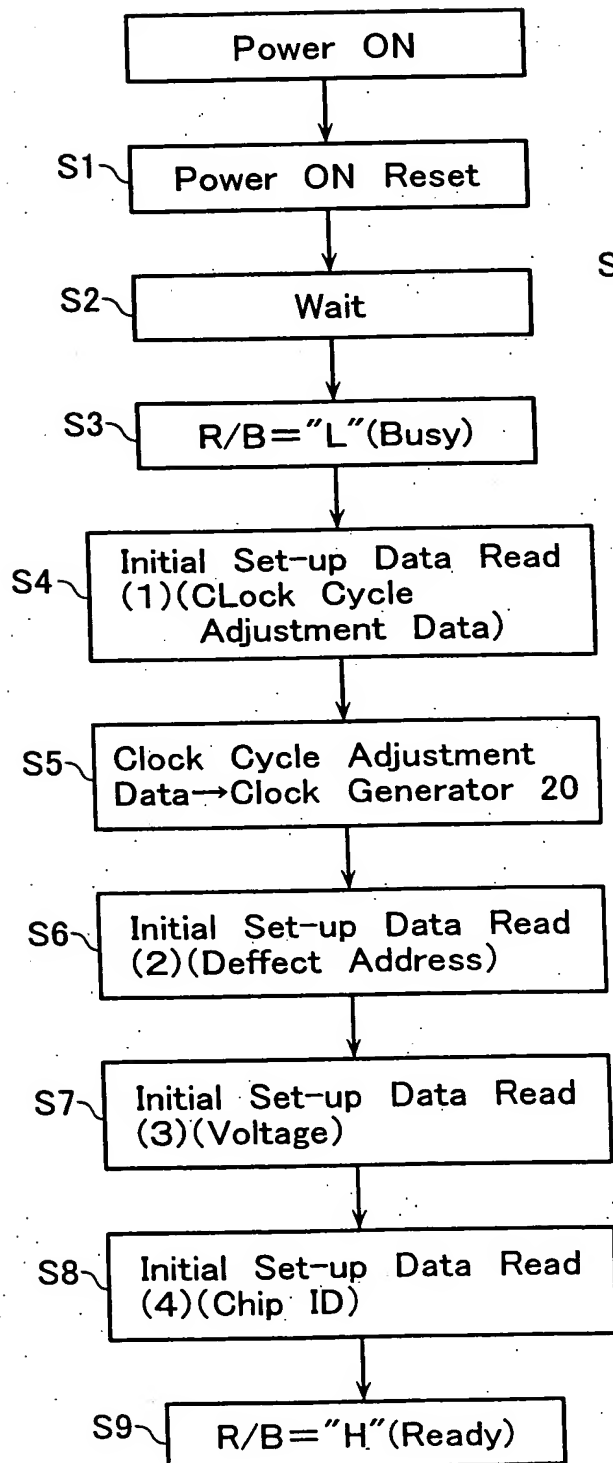 Power ON
S1 Power ON Reset
S2 Wait
S
S3 R/B="L"(Busy)
S4 Initial Set-up Data Read
(1)(CLock Cycle
Adjustment Data)
S5 Clock Cycle Adjustment
Data→Clock Generator 20
S6 Initial Set-up Data Read
(2)(Deffect Address)
S7 Initial Set-up Data Read
(3)(Voltage)
S8 Initial Set-up Data Read
(4)(Chip ID)
S9 R/B="H"(Ready)